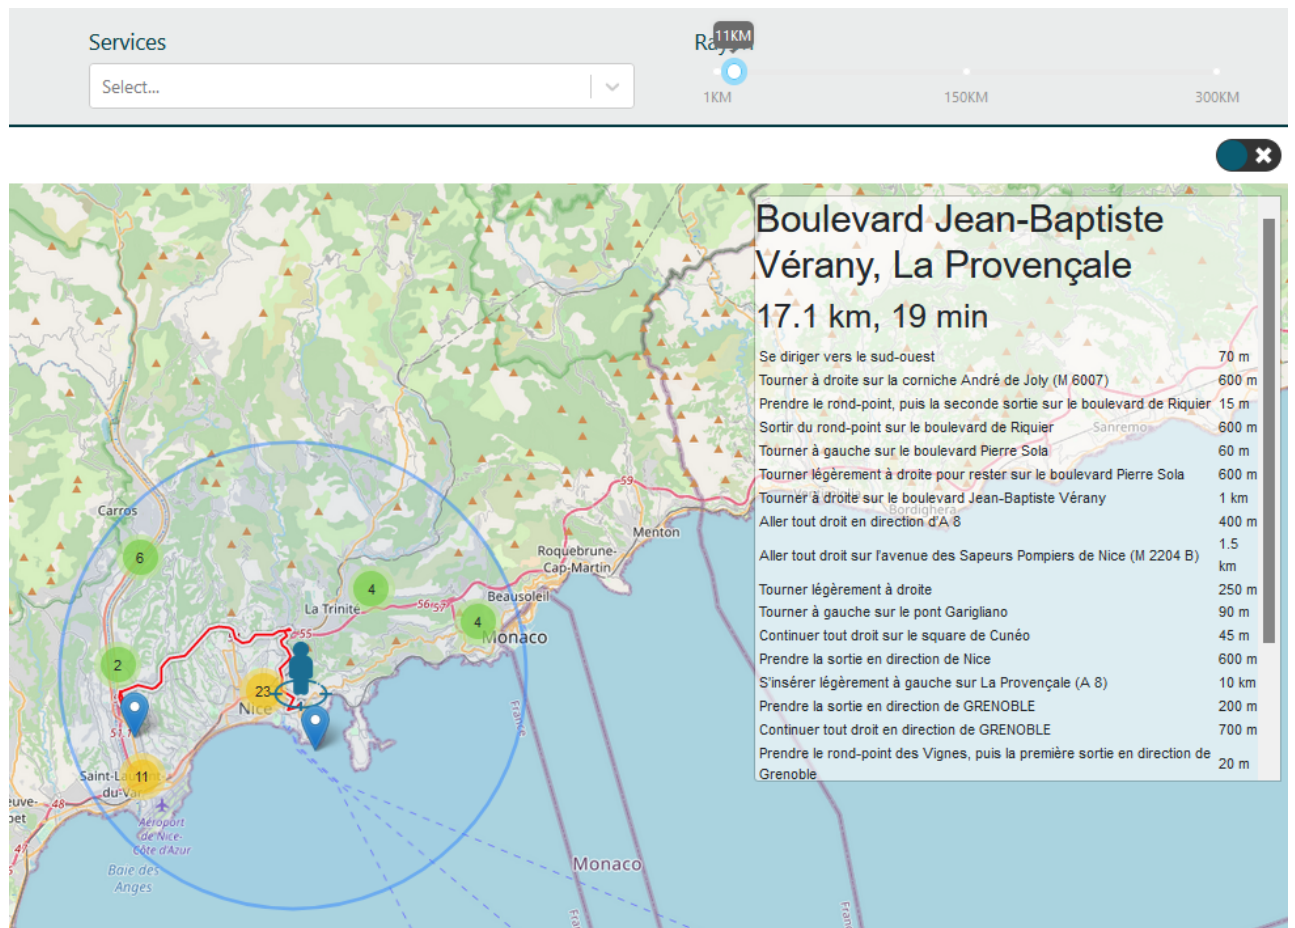 Services
Select...
11KM
1KM
150KM
300KM
Boulevard Jean-Baptiste
Vérany, La Provençale
17.1 km, 19 min
Se diriger vers le sud-ouest 70 m
Tourner à droite sur la corniche André de Joly (M 6007) 600 m
Prendre le rond-point, puis la seconde sortie sur le boulevard de Riquier 15 m
Sortir du rond-point sur le boulevard de Riquier 600 m
Tourner à gauche sur le boulevard Pierre Sola 60 m
Tourner légèrement à droite pour rester sur le boulevard Pierre Sola 600 m
Tourner à droite sur le boulevard Jean-Baptiste Vérany 1 km
Aller tout droit en direction d'A 8 400 m
Aller tout droit sur l'avenue des Sapeurs Pompiers de Nice (M 2204 B) 1.5
km
Tourner légèrement à droite 250 m
Tourner à gauche sur le pont Garigliano 90 m
Continuer tout droit sur le square de Cunéo 45 m
Prendre la sortie en direction de Nice 600 m
S'insérer légèrement à gauche sur La Provençale (A 8) 10 km
Prendre la sortie en direction de GRENOBLE 200 m
Continuer tout droit en direction de GRENOBLE 700 m
Prendre le rond-point des Vignes, puis la première sortie en direction de 20 m
Grenoble
Sanremo
Bordighera
59
Carros
Menton
Roquebrune-
Cap-Martin
6
4
La Trinité
56
57
Beausoleil
4
Monaco
55
2
23
Nice
11
du-Var
48
47
Aéroport
de Nice-
Côte d'Azur
Baie des
Anges
France
Monaco